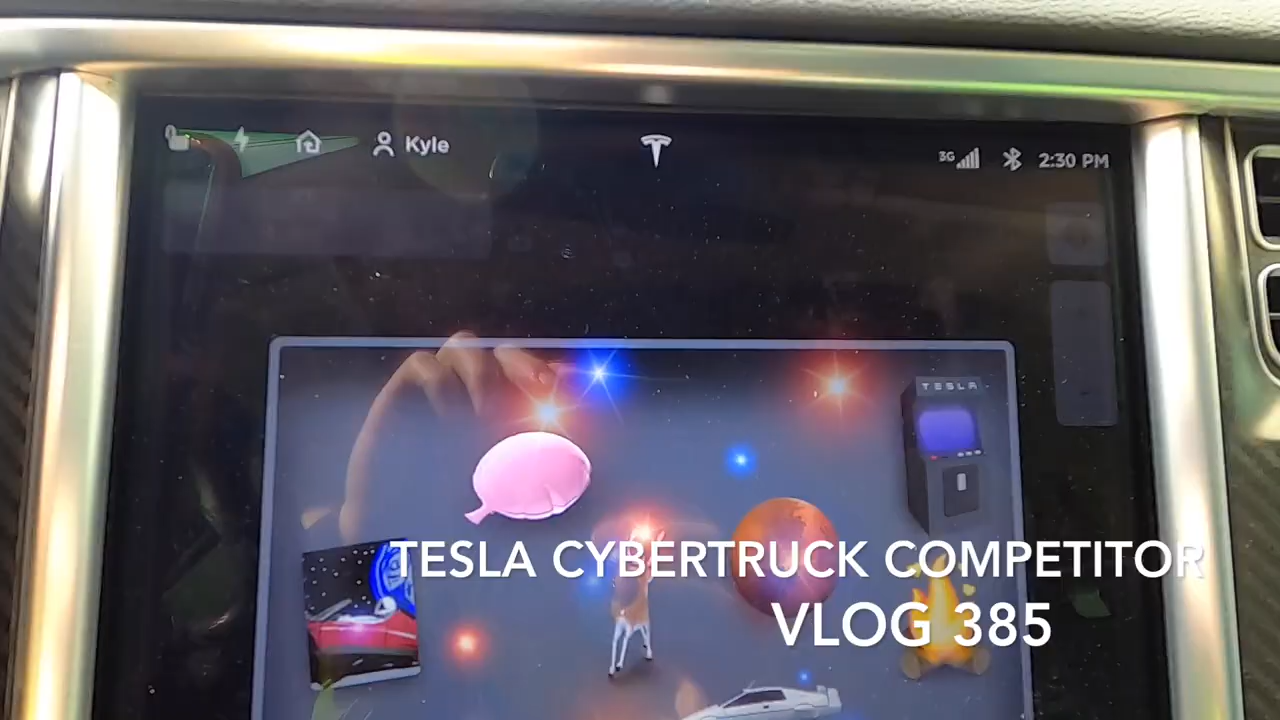 Kyle
3G
2:30 PM
TESLA
TESLA CYBERTRUCK COMPETITOR
VLOG 385